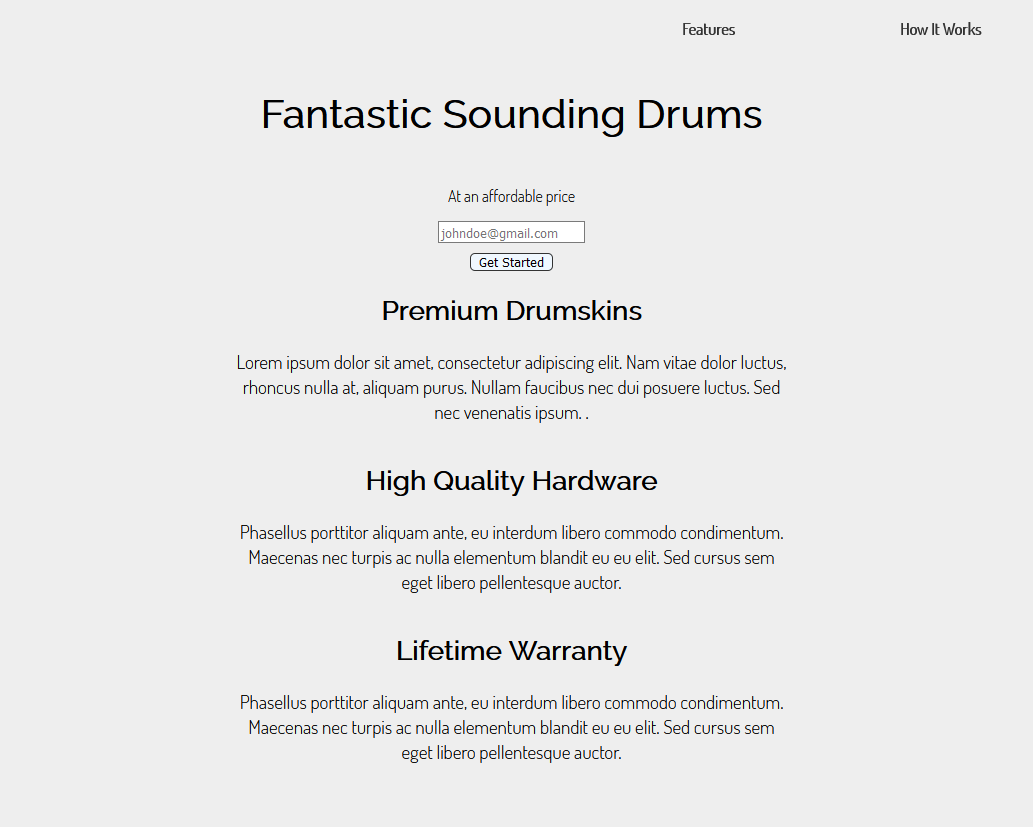 Features
How It Works
Fantastic Sounding Drums
At an affordable price
johndoe@gmail.com
Get Started
Premium Drumskins
Lorem ipsum dolor sit amet, consectetur adipiscing elit. Nam vitae dolor luctus,
rhoncus nulla at, aliquam purus. Nullam faucibus nec dui posuere luctus. Sed
nec venenatis ipsum. .
High Quality Hardware
Phasellus porttitor aliquam ante, eu interdum libero commodo condimentum.
Maecenas nec turpis ac nulla elementum blandit eu eu elit. Sed cursus sem
eget libero pellentesque auctor.
Lifetime Warranty
Phasellus porttitor aliquam ante, eu interdum libero commodo condimentum.
Maecenas nec turpis ac nulla elementum blandit eu eu elit. Sed cursus sem
eget libero pellentesque auctor.